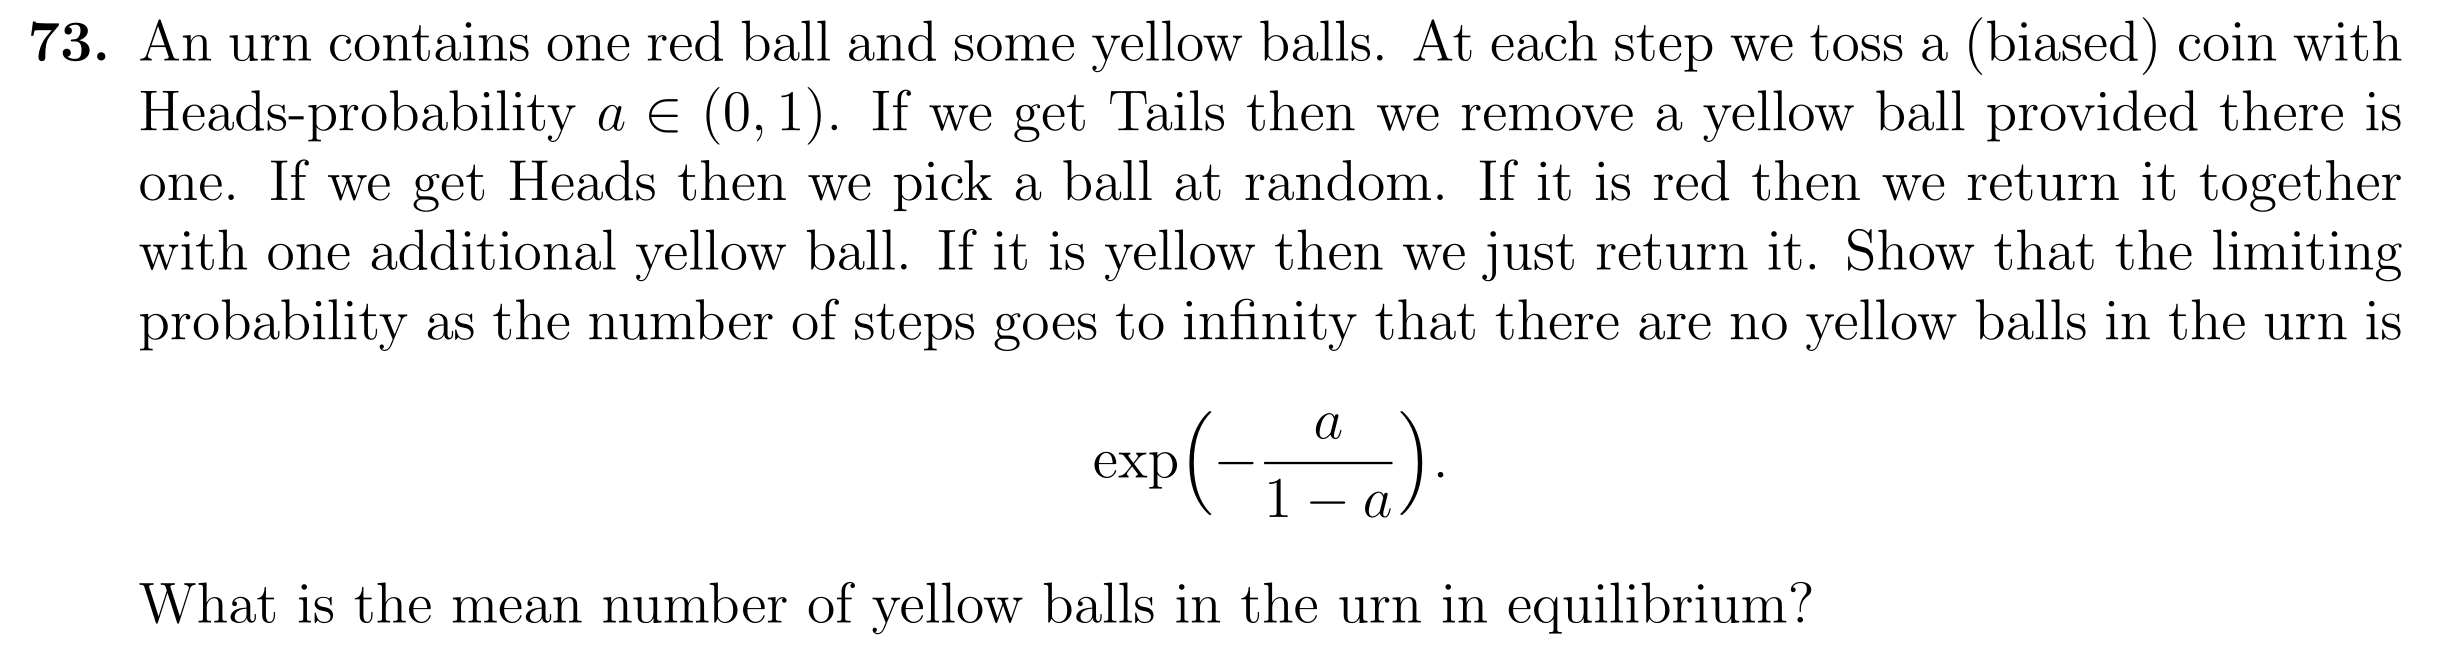 73. An urn contains one red ball and some yellow balls. At each step we toss a (biased) coin with
Heads-probability a ∈ (0, 1). If we get Tails then we remove a yellow ball provided there is
one. If we get Heads then we pick a ball at random. If it is red then we return it together
with one additional yellow ball. If it is yellow then we just return it. Show that the limiting
probability as the number of steps goes to infinity that there are no yellow balls in the urn is
exp(−a/(1 − a)).
What is the mean number of yellow balls in the urn in equilibrium?